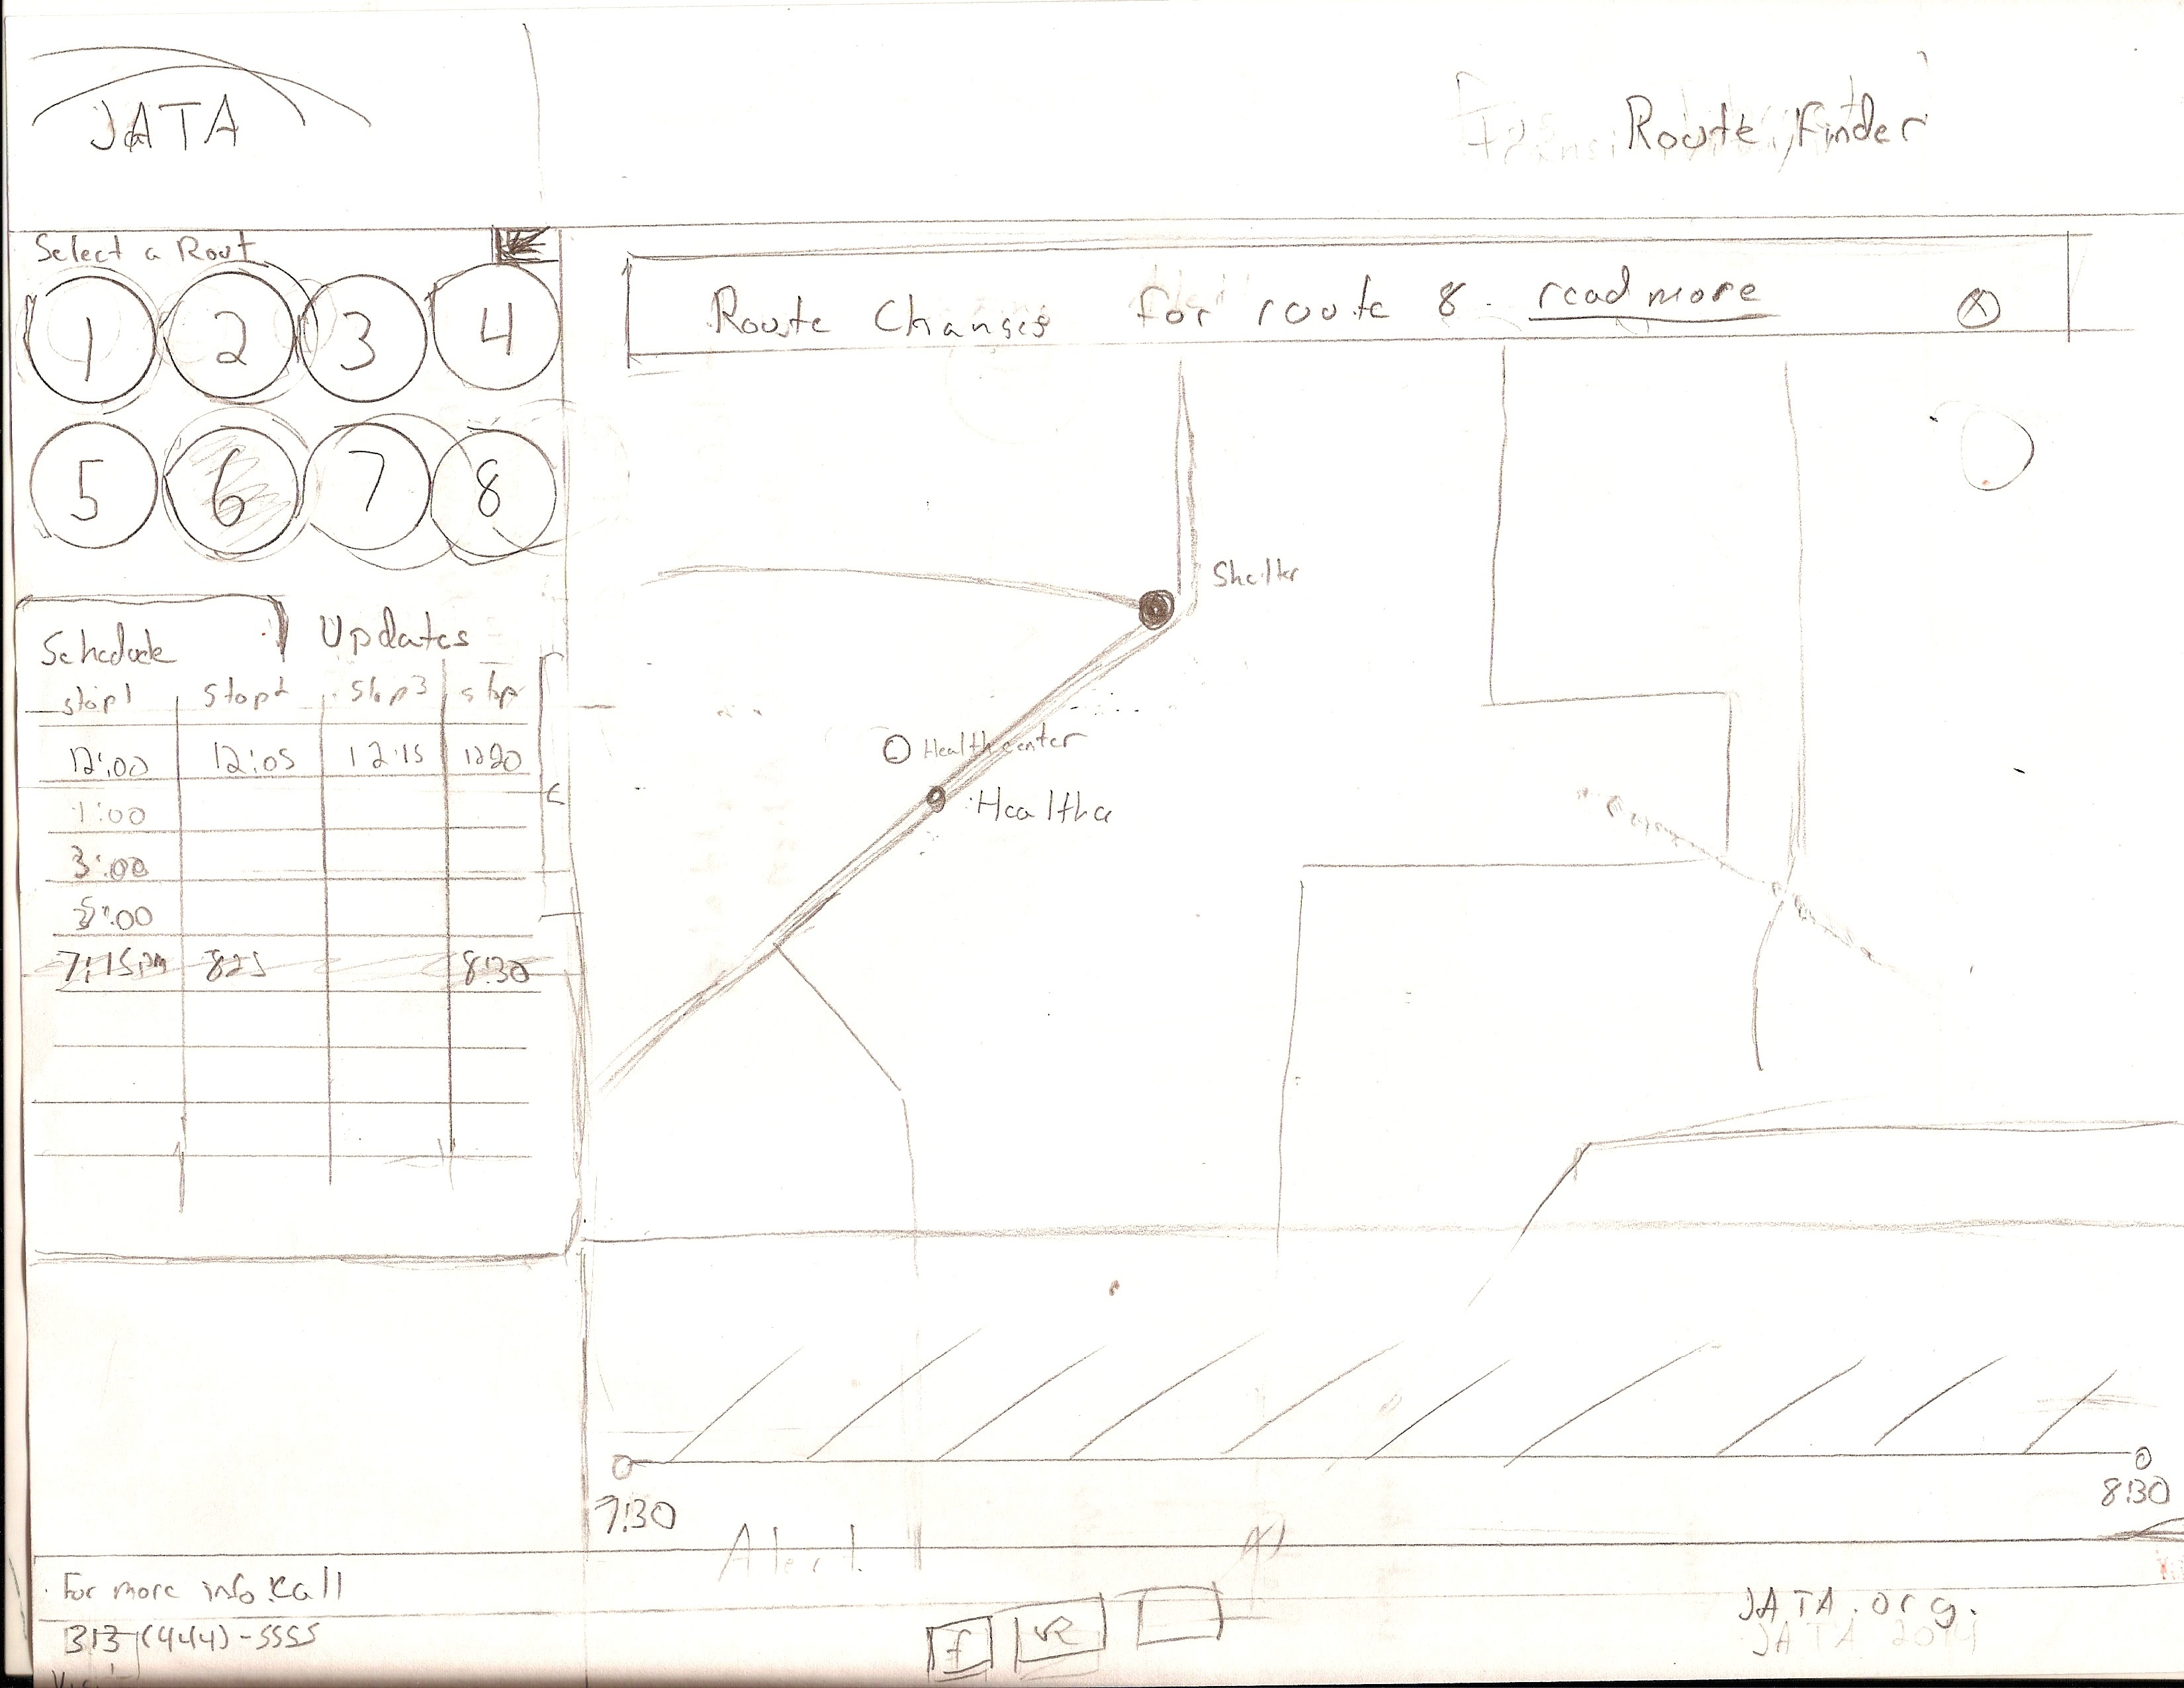 JATA
Route Finder
Select a Rout
1 2 3 4
5 6 7 8
Route Changes for route 8. read more X
Schedule Updates
stop1 stop2 stop3 stop
12:00 12:05 12:15 12:20
1:00
3:00
5:00
7:15pm 825 8:30
Shelter
Healthcenter
Healthce
7:30 8:30
Alert
For more info call
313 (444)-5555
f
JATA.org.
JATA 2014